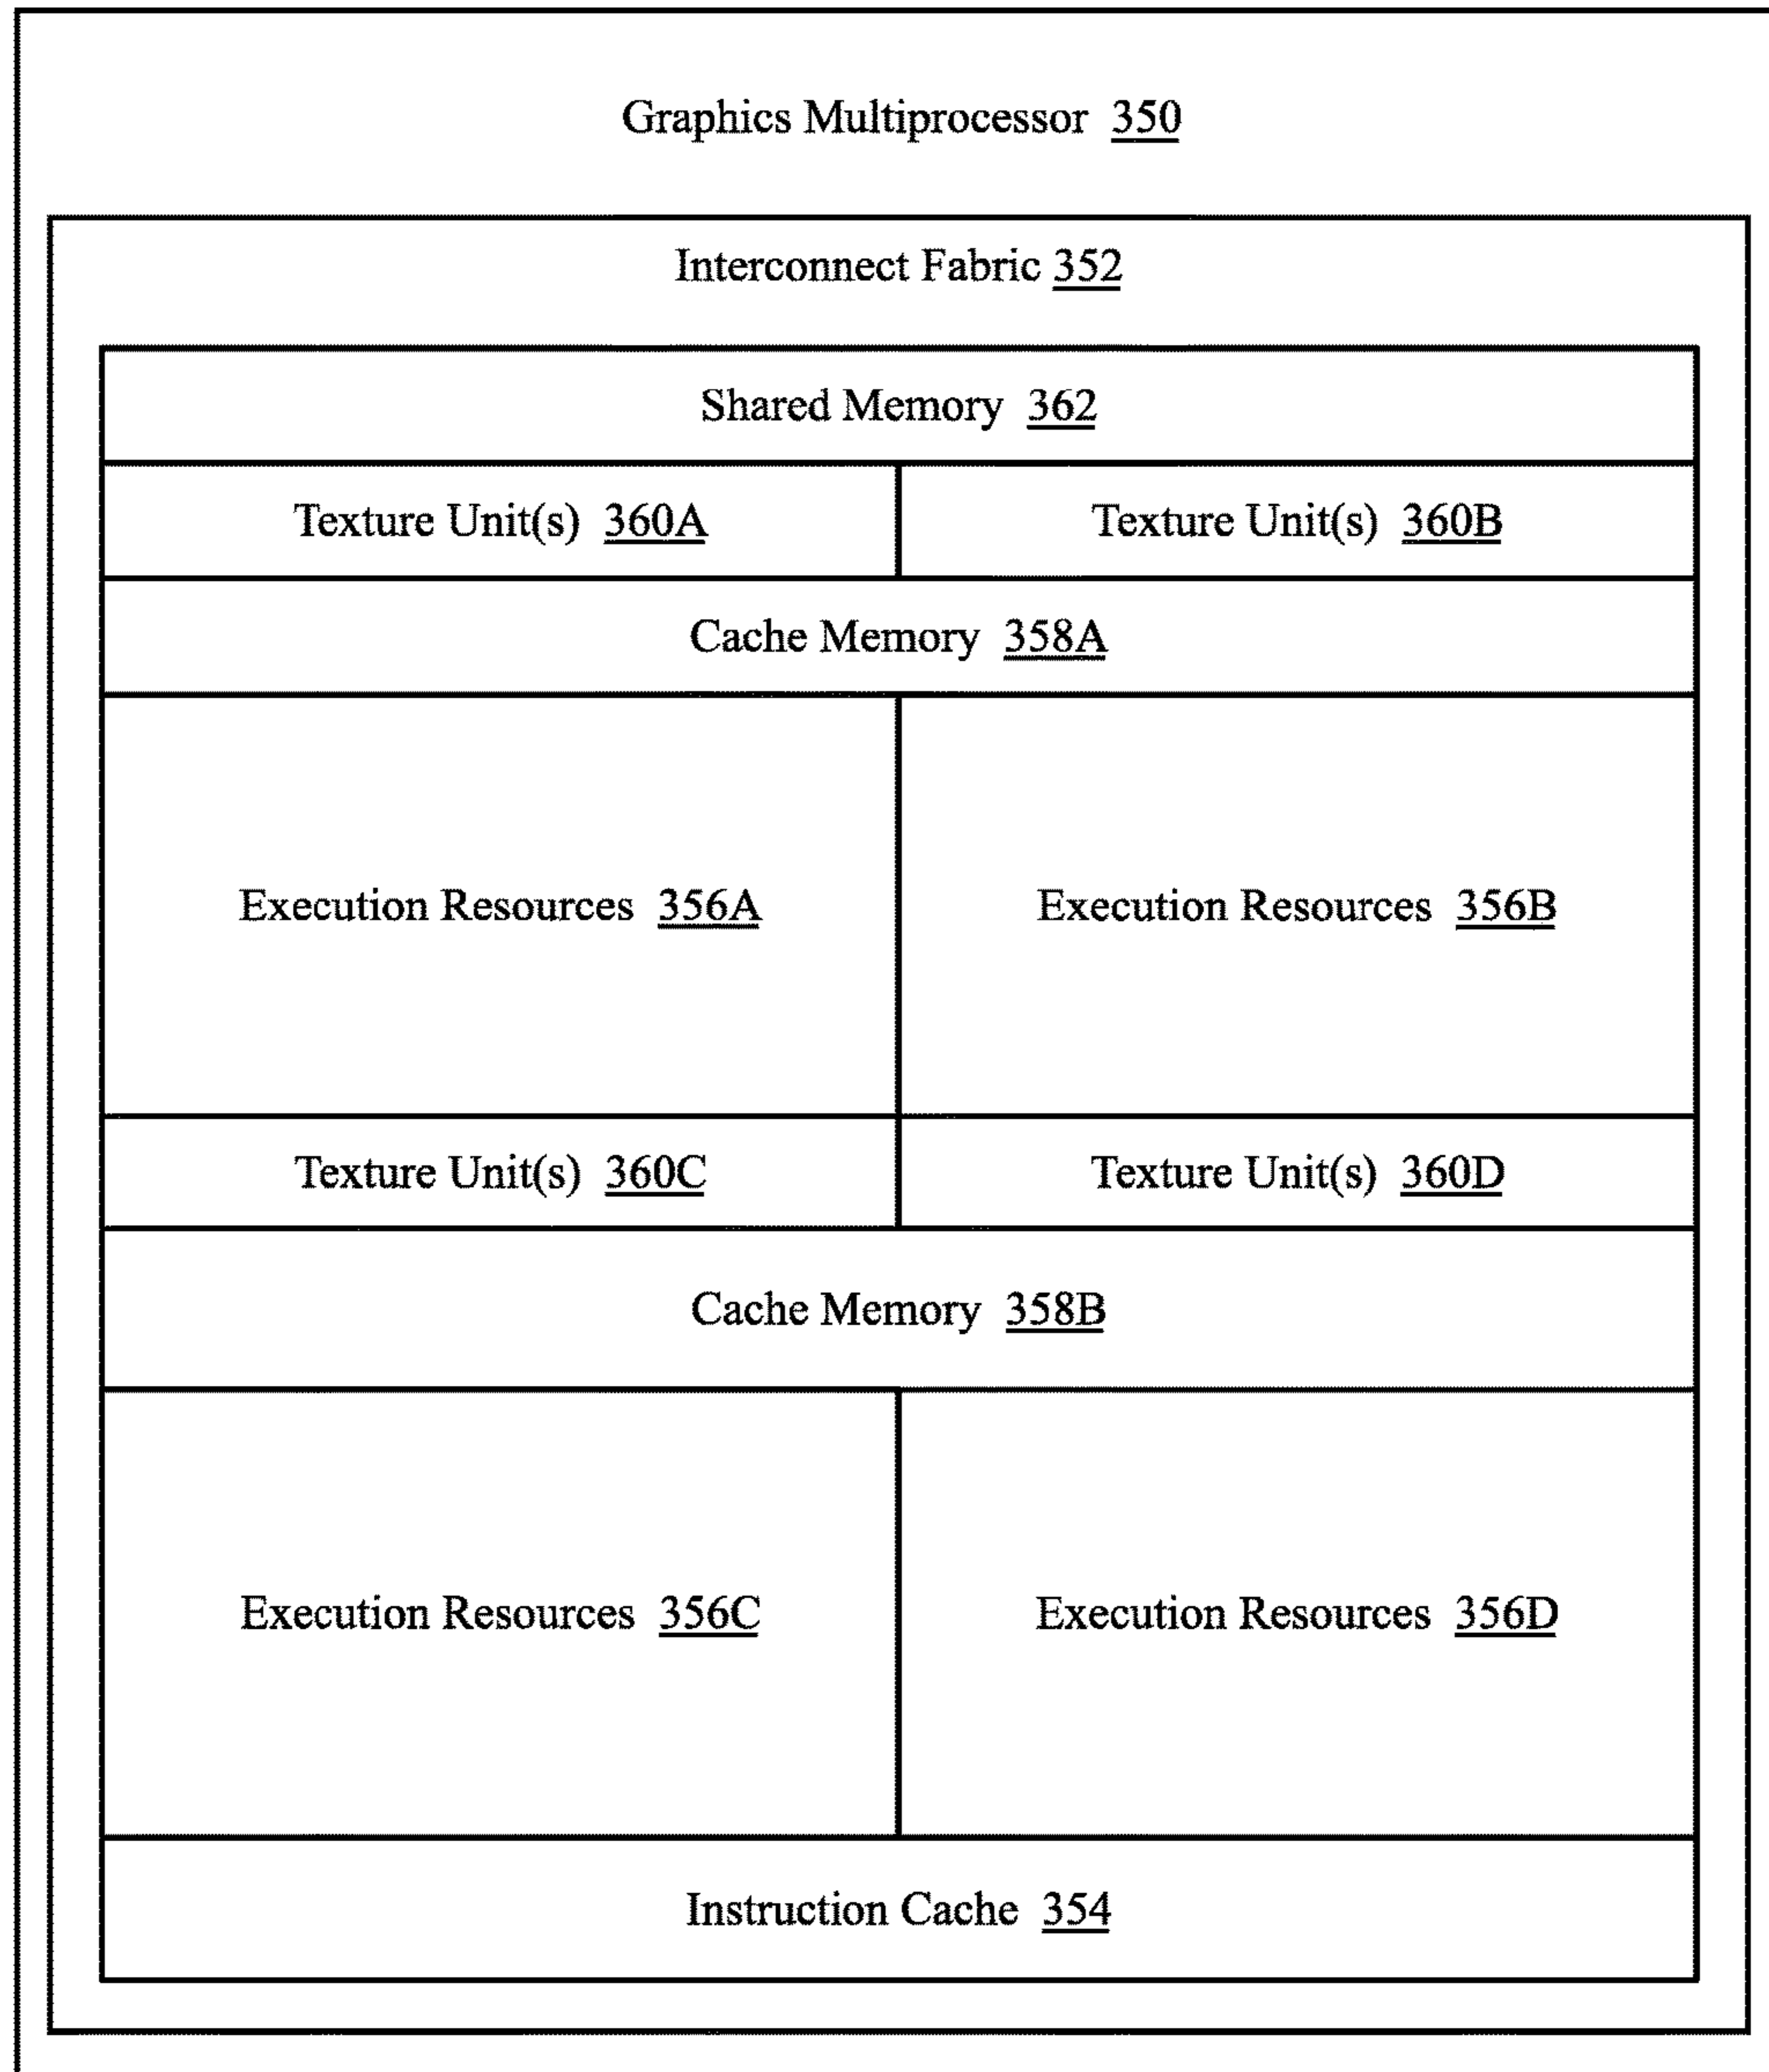 Graphics Multiprocessor 350
Interconnect Fabric 352
Shared Memory 362
Texture Unit(s) 360A
Texture Unit(s) 360B
Cache Memory 358A
Execution Resources 356A
Execution Resources 356B
Texture Unit(s) 360C
Texture Unit(s) 360D
Cache Memory 358B
Execution Resources 356C
Execution Resources 356D
Instruction Cache 354